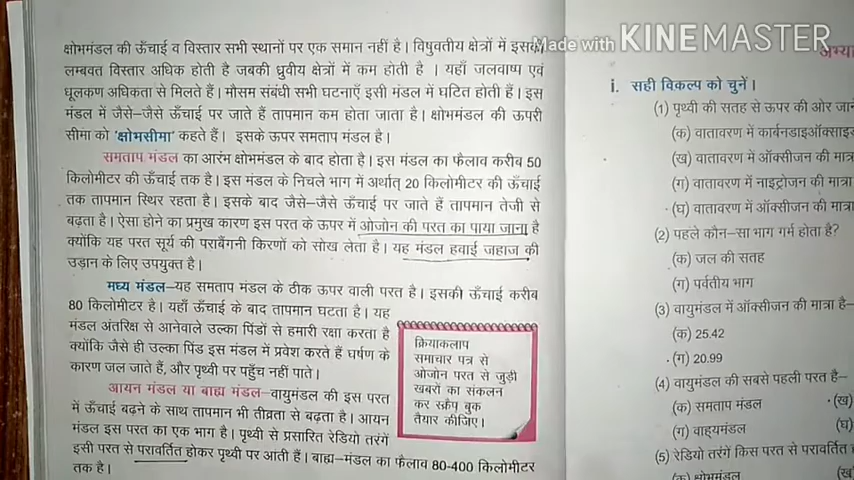 क्षोभमंडल की ऊँचाई व विस्तार सभी स्थानों पर एक समान नहीं है। विषुवतीय क्षेत्रों में इसका
लम्बवत विस्तार अधिक होती है जबकी ध्रुवीय क्षेत्रों में कम होती है । यहाँ जलवाष्प एवं
धूलकण अधिकता से मिलते हैं। मौसम संबंधी सभी घटनाएँ इसी मंडल में घटित होती हैं। इस
मंडल में जैसे-जैसे ऊँचाई पर जाते हैं तापमान कम होता जाता है। क्षोभमंडल की ऊपरी
सीमा को 'क्षोभसीमा' कहते हैं। इसके ऊपर समताप मंडल है।
समताप मंडल का आरंभ क्षोभमंडल के बाद होता है। इस मंडल का फैलाव करीब 50
किलोमीटर की ऊँचाई तक है। इस मंडल के निचले भाग में अर्थात् 20 किलोमीटर की ऊँचाई
तक तापमान स्थिर रहता है। इसके बाद जैसे-जैसे ऊँचाई पर जाते हैं तापमान तेजी से
बढ़ता है। ऐसा होने का प्रमुख कारण इस परत के ऊपर में ओजोन की परत का पाया जाना है
क्योंकि यह परत सूर्य की पराबैंगनी किरणों को सोख लेता है। यह मंडल हवाई जहाज की
उड़ान के लिए उपयुक्त है।
मध्य मंडल–यह समताप मंडल के ठीक ऊपर वाली परत है। इसकी ऊँचाई करीब
80 किलोमीटर है। यहाँ ऊँचाई के बाद तापमान घटता है। यह
मंडल अंतरिक्ष से आनेवाले उल्का पिंडों से हमारी रक्षा करता है
क्योंकि जैसे ही उल्का पिंड इस मंडल में प्रवेश करते हैं घर्षण के
कारण जल जाते हैं, और पृथ्वी पर पहुँच नहीं पाते।
आयन मंडल या बाह्य मंडल–वायुमंडल की इस परत
में ऊँचाई बढ़ने के साथ तापमान भी तीव्रता से बढ़ता है। आयन
मंडल इस परत का एक भाग है। पृथ्वी से प्रसारित रेडियो तरंगें
इसी परत से परावर्तित होकर पृथ्वी पर आती हैं। बाह्य–मंडल का फैलाव 80-400 किलोमीटर
तक है।
क्रियाकलाप
समाचार पत्र से
ओजोन परत से जुड़ी
खबरों का संकलन
कर स्क्रैप् बुक
तैयार कीजिए।
Made with KINEMASTER
i. सही विकल्प को चुनें।
(1) पृथ्वी की सतह से ऊपर की ओर
(क) वातावरण में कार्बनडाइऑक्साइड
(ख) वातावरण में ऑक्सीजन की मात्रा
(ग) वातावरण में नाइट्रोजन की मात्रा
(घ) वातावरण में ऑक्सीजन की मात्रा
(2) पहले कौन–सा भाग गर्म होता है?
(क) जल की सतह
(ग) पर्वतीय भाग
(3) वायुमंडल में ऑक्सीजन की मात्रा है–
(क) 25.42
(ग) 20.99
(4) वायुमंडल की सबसे पहली परत है–
(क) समताप मंडल (ख)
(ग) वाह्यमंडल (घ)
(5) रेडियो तरंगें किस परत से परावर्तित
(क) क्षोभमंडल (ख)